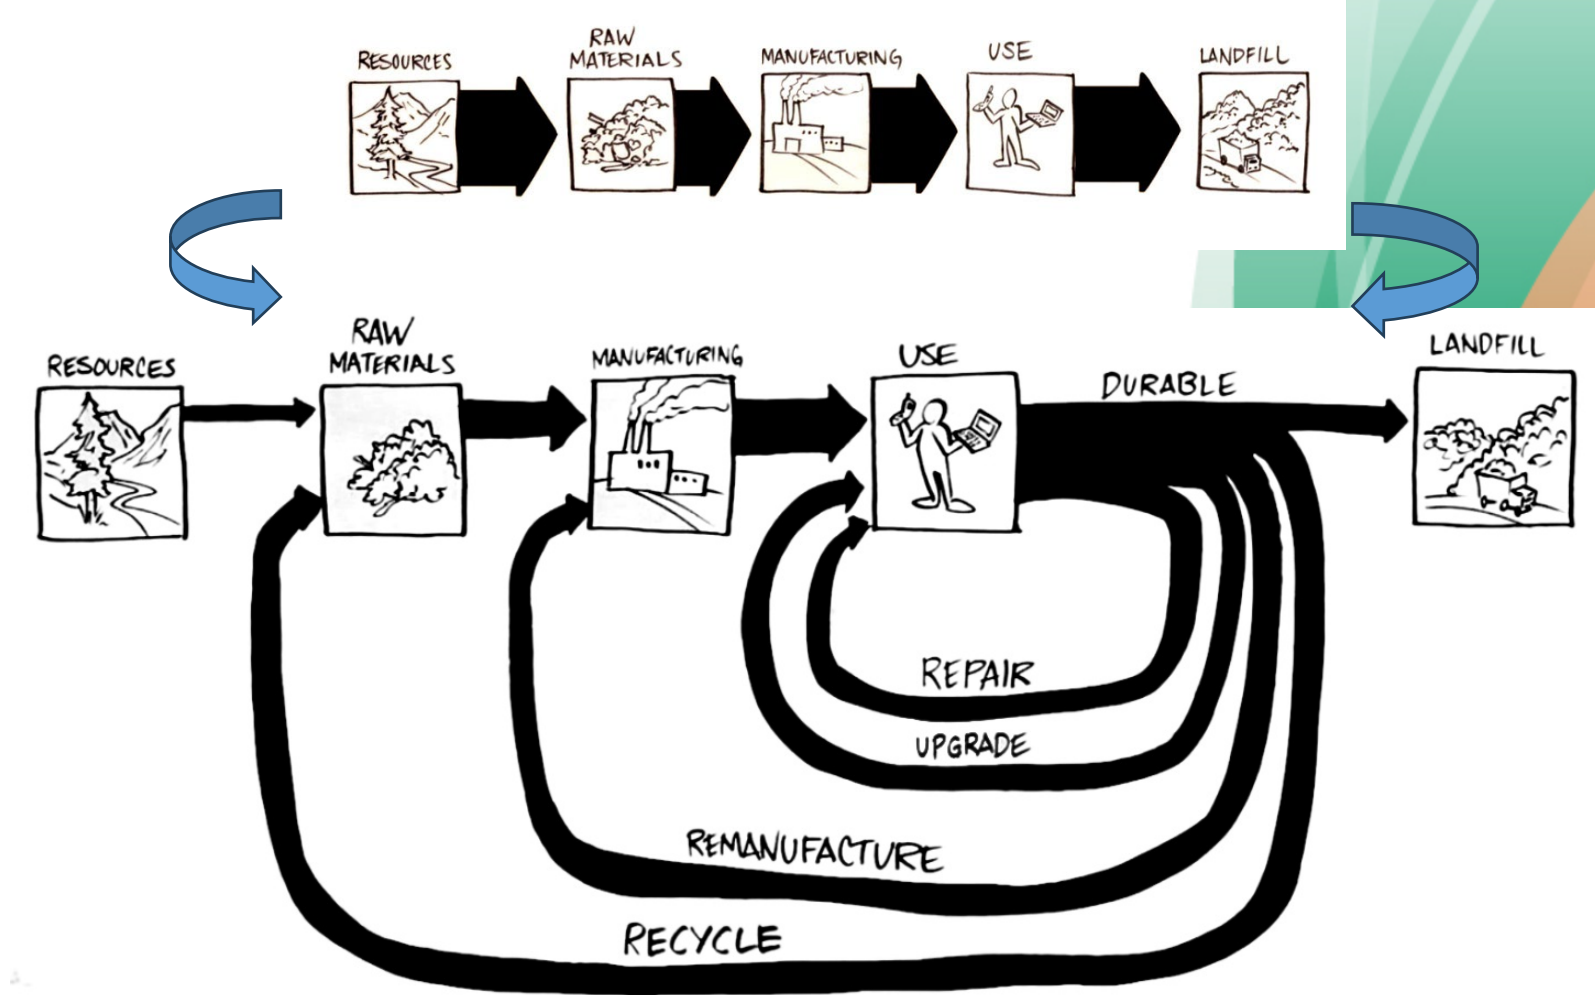 RESOURCES
RAW
MATERIALS
MANUFACTURING
USE
LANDFILL
RESOURCES
RAW
MATERIALS
MANUFACTURING
USE
DURABLE
LANDFILL
REPAIR
UPGRADE
REMANUFACTURE
RECYCLE